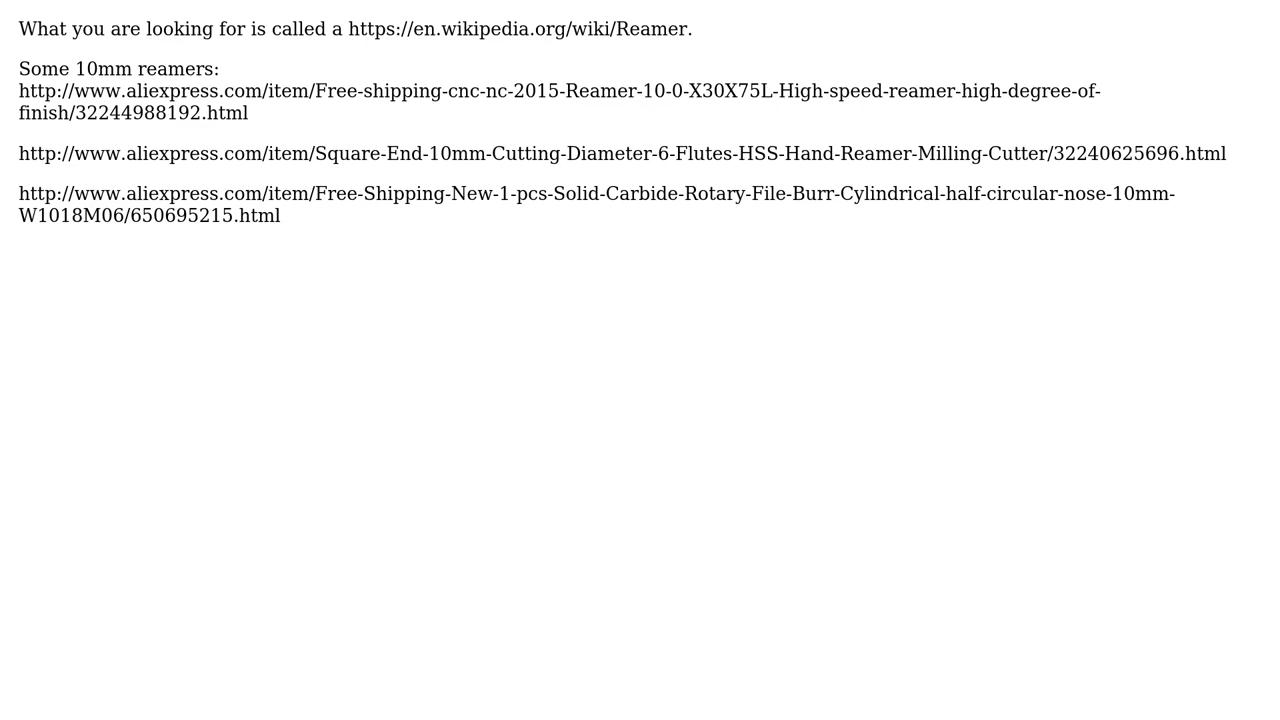 What you are looking for is called a https://en.wikipedia.org/wiki/Reamer.
Some 10mm reamers:
http://www.aliexpress.com/item/Free-shipping-cnc-nc-2015-Reamer-10-0-X30X75L-High-speed-reamer-high-degree-of-
finish/32244988192.html
http://www.aliexpress.com/item/Square-End-10mm-Cutting-Diameter-6-Flutes-HSS-Hand-Reamer-Milling-Cutter/32240625696.html
http://www.aliexpress.com/item/Free-Shipping-New-1-pcs-Solid-Carbide-Rotary-File-Burr-Cylindrical-half-circular-nose-10mm-
W1018M06/650695215.html